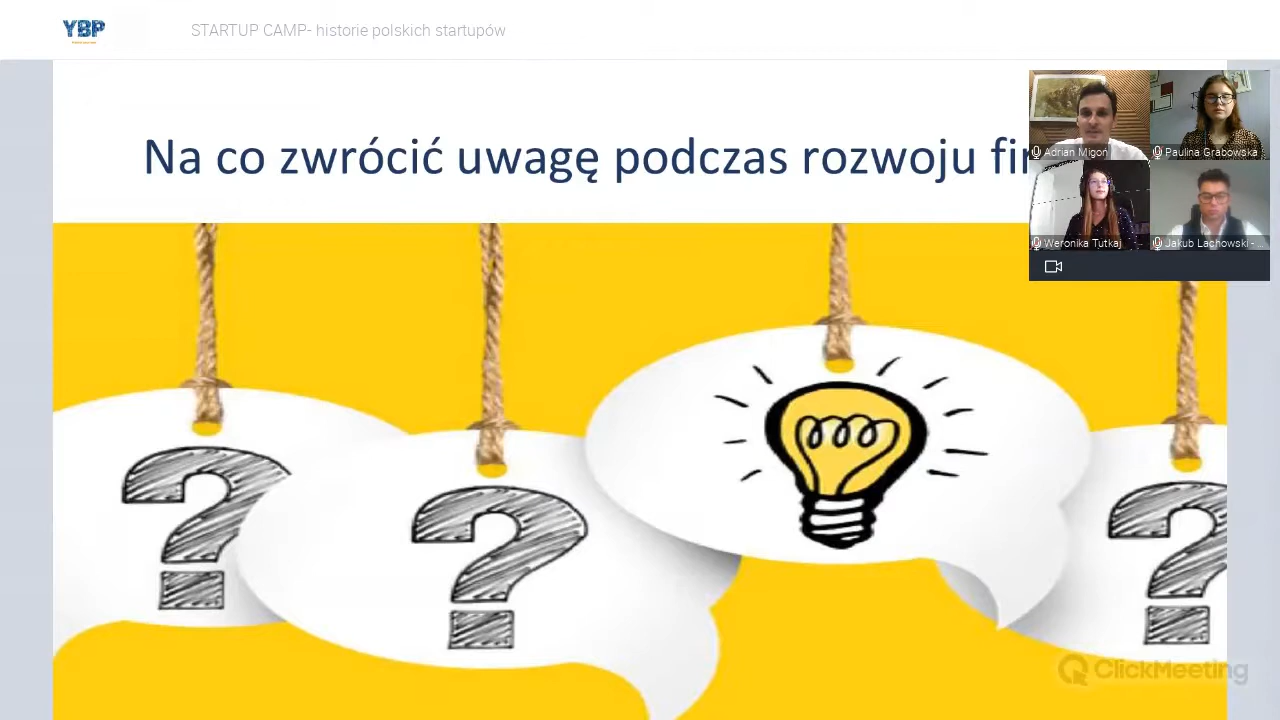 YBP
STARTUP CAMP- historie polskich startupów
Na co zwrócić uwagę podczas rozwoju fir
Adrian Migoń
Paulina Grabowska
Weronika Tutkaj
Jakub Lachowski - ...
? ? ?
ClickMeeting